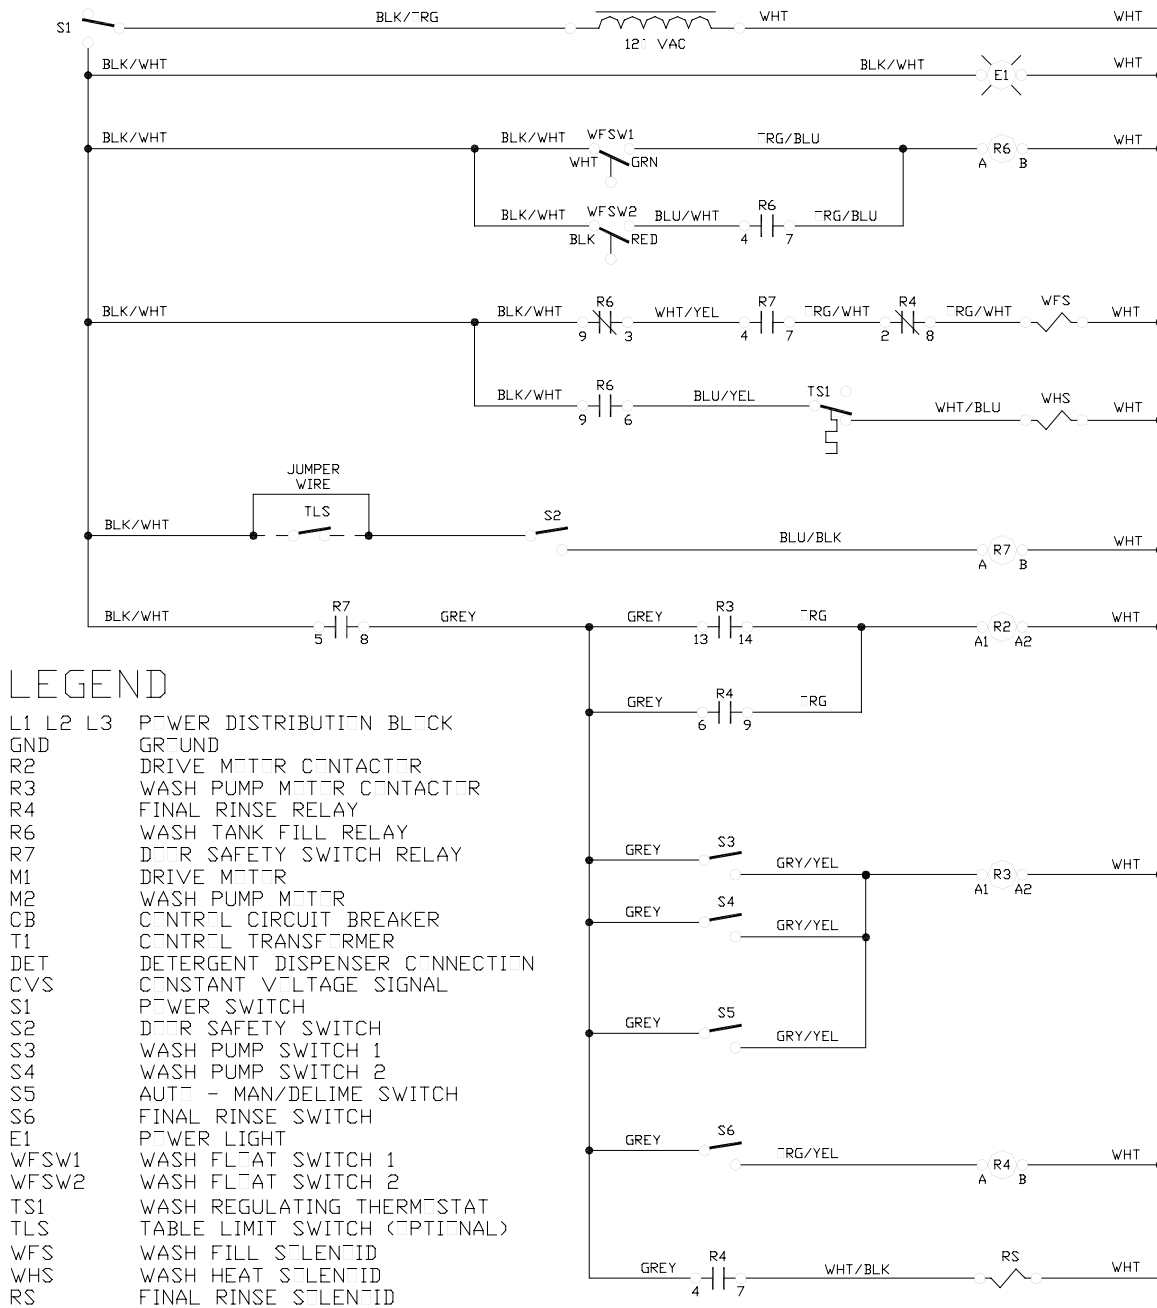 S1 BLK/ORG WHT WHT
120 VAC
BLK/WHT BLK/WHT E1 WHT
BLK/WHT BLK/WHT WFSW1 ORG/BLU R6 WHT
WHT GRN A B
BLK/WHT WFSW2 BLU/WHT R6 ORG/BLU
BLK RED 4 7
BLK/WHT BLK/WHT R6 WHT/YEL R7 ORG/WHT R4 ORG/WHT WFS WHT
9 3 4 7 2 8
BLK/WHT R6 BLU/YEL TS1 WHT/BLU WHS WHT
9 6
JUMPER
WIRE
BLK/WHT TLS S2 BLU/BLK R7 WHT
A B
BLK/WHT R7 GREY GREY R3 ORG R2 WHT
5 8 13 14 A1 A2
GREY R4 ORG
6 9
GREY S3 GRY/YEL R3 WHT
A1 A2
GREY S4 GRY/YEL
GREY S5 GRY/YEL
GREY S6 ORG/YEL R4 WHT
A B
GREY R4 WHT/BLK RS WHT
4 7
LEGEND
L1 L2 L3 POWER DISTRIBUTION BLOCK
GND GROUND
R2 DRIVE MOTOR CONTACTOR
R3 WASH PUMP MOTOR CONTACTOR
R4 FINAL RINSE RELAY
R6 WASH TANK FILL RELAY
R7 DOOR SAFETY SWITCH RELAY
M1 DRIVE MOTOR
M2 WASH PUMP MOTOR
CB CONTROL CIRCUIT BREAKER
T1 CONTROL TRANSFORMER
DET DETERGENT DISPENSER CONNECTION
CVS CONSTANT VOLTAGE SIGNAL
S1 POWER SWITCH
S2 DOOR SAFETY SWITCH
S3 WASH PUMP SWITCH 1
S4 WASH PUMP SWITCH 2
S5 AUTO - MAN/DELIME SWITCH
S6 FINAL RINSE SWITCH
E1 POWER LIGHT
WFSW1 WASH FLOAT SWITCH 1
WFSW2 WASH FLOAT SWITCH 2
TS1 WASH REGULATING THERMOSTAT
TLS TABLE LIMIT SWITCH (OPTIONAL)
WFS WASH FILL SOLENOID
WHS WASH HEAT SOLENOID
RS FINAL RINSE SOLENOID